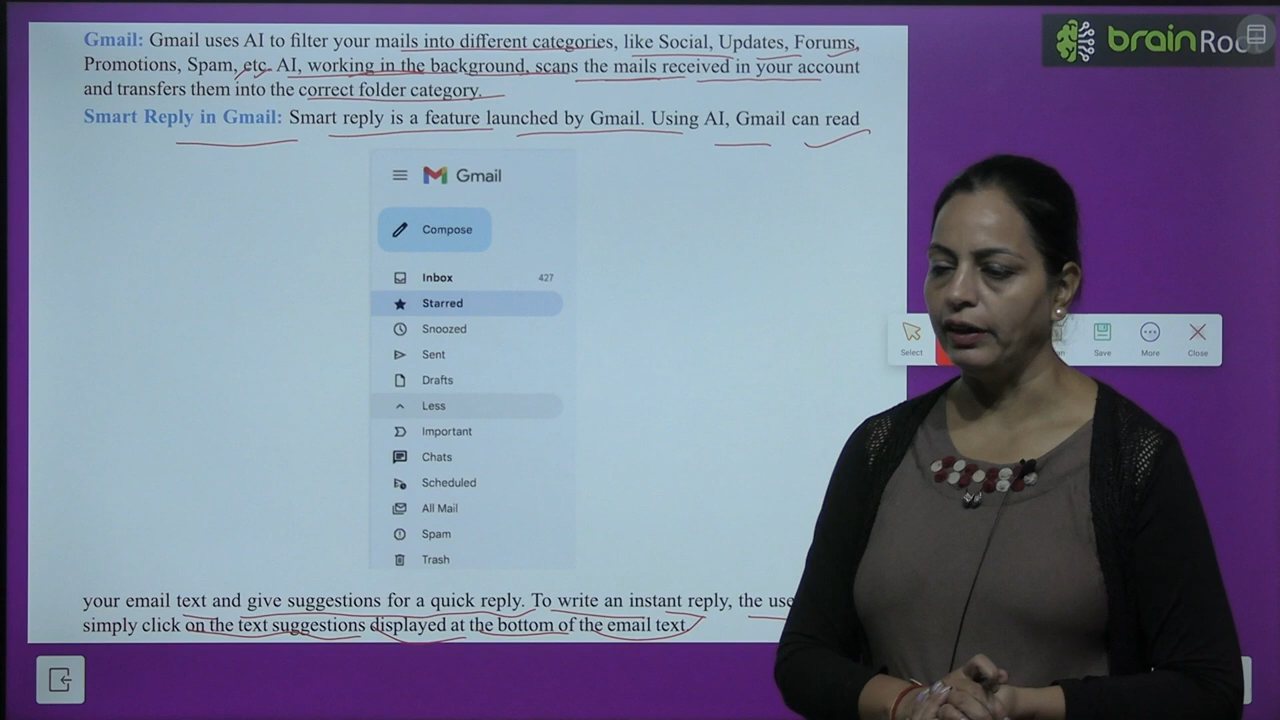 Gmail: Gmail uses AI to filter your mails into different categories, like Social, Updates, Forums,
Promotions, Spam, etc. AI, working in the background, scans the mails received in your account
and transfers them into the correct folder category.
Smart Reply in Gmail: Smart reply is a feature launched by Gmail. Using AI, Gmail can read
Gmail
Compose
Inbox 427
Starred
Snoozed
Sent
Drafts
Less
Important
Chats
Scheduled
All Mail
Spam
Trash
your email text and give suggestions for a quick reply. To write an instant reply, the
simply click on the text suggestions displayed at the bottom of the email text
brain
Select
Save
More
Close